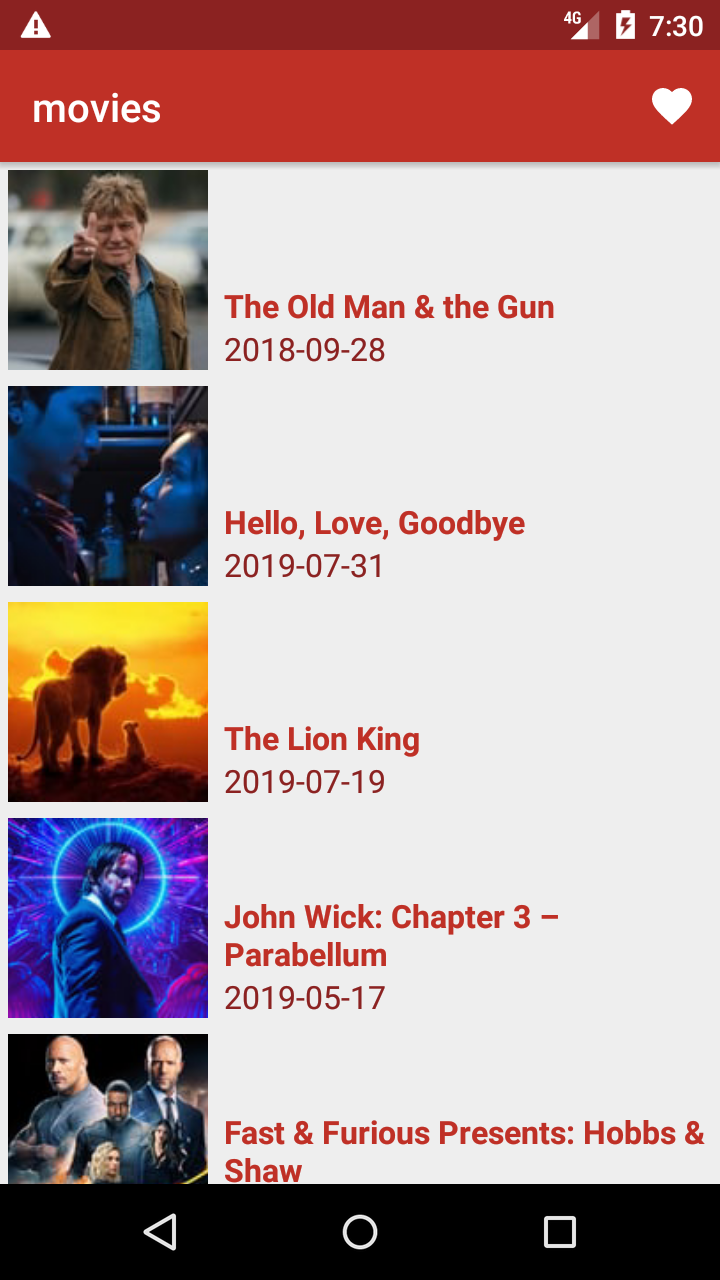 4G 7:30
movies
The Old Man & the Gun
2018-09-28
Hello, Love, Goodbye
2019-07-31
The Lion King
2019-07-19
John Wick: Chapter 3 –
Parabellum
2019-05-17
Fast & Furious Presents: Hobbs &
Shaw